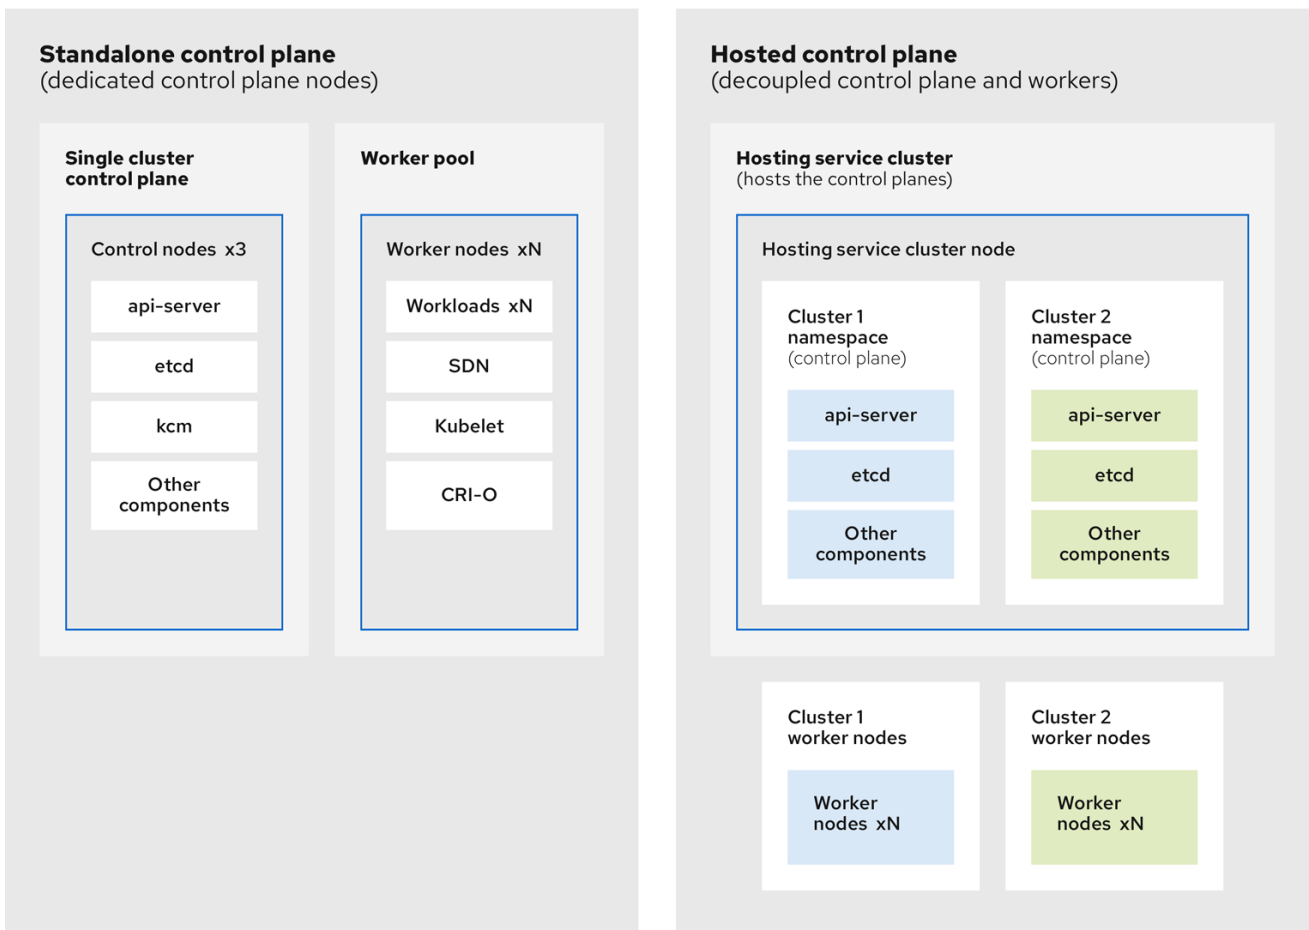 Standalone control plane
(dedicated control plane nodes)
Single cluster
control plane
Control nodes x3
api-server
etcd
kcm
Other
components
Worker pool
Worker nodes xN
Workloads xN
SDN
Kubelet
CRI-O
Hosted control plane
(decoupled control plane and workers)
Hosting service cluster
(hosts the control planes)
Hosting service cluster node
Cluster 1
namespace
(control plane)
api-server
etcd
Other
components
Cluster 2
namespace
(control plane)
api-server
etcd
Other
components
Cluster 1
worker nodes
Worker
nodes xN
Cluster 2
worker nodes
Worker
nodes xN